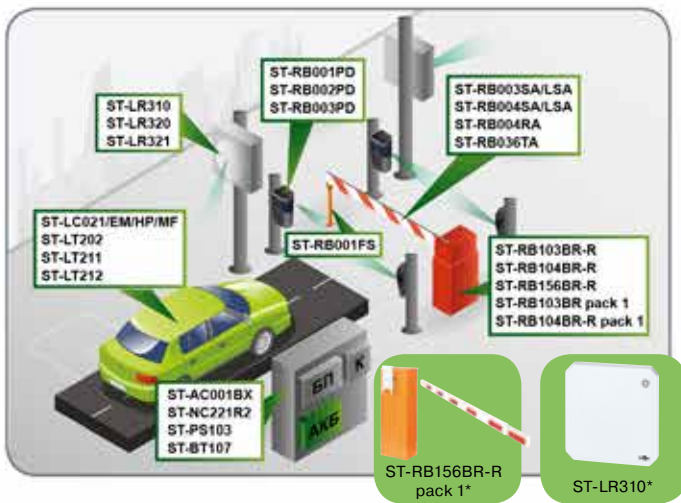 ST-RB001PD
ST-RB002PD
ST-RB003PD
ST-RB003SA/LSA
ST-RB004SA/LSA
ST-RB004RA
ST-RB036TA
ST-LR310
ST-LR320
ST-LR321
ST-LC021/EM/HP/MF
ST-LT202
ST-LT211
ST-LT212
ST-RB001FS
ST-RB103BR-R
ST-RB104BR-R
ST-RB156BR-R
ST-RB103BR pack 1
ST-RB104BR-R pack 1
ST-AC001BX
ST-NC221R2
ST-PS103
ST-BT107
БП
К
АКБ
ST-RB156BR-R
pack 1*
ST-LR310*